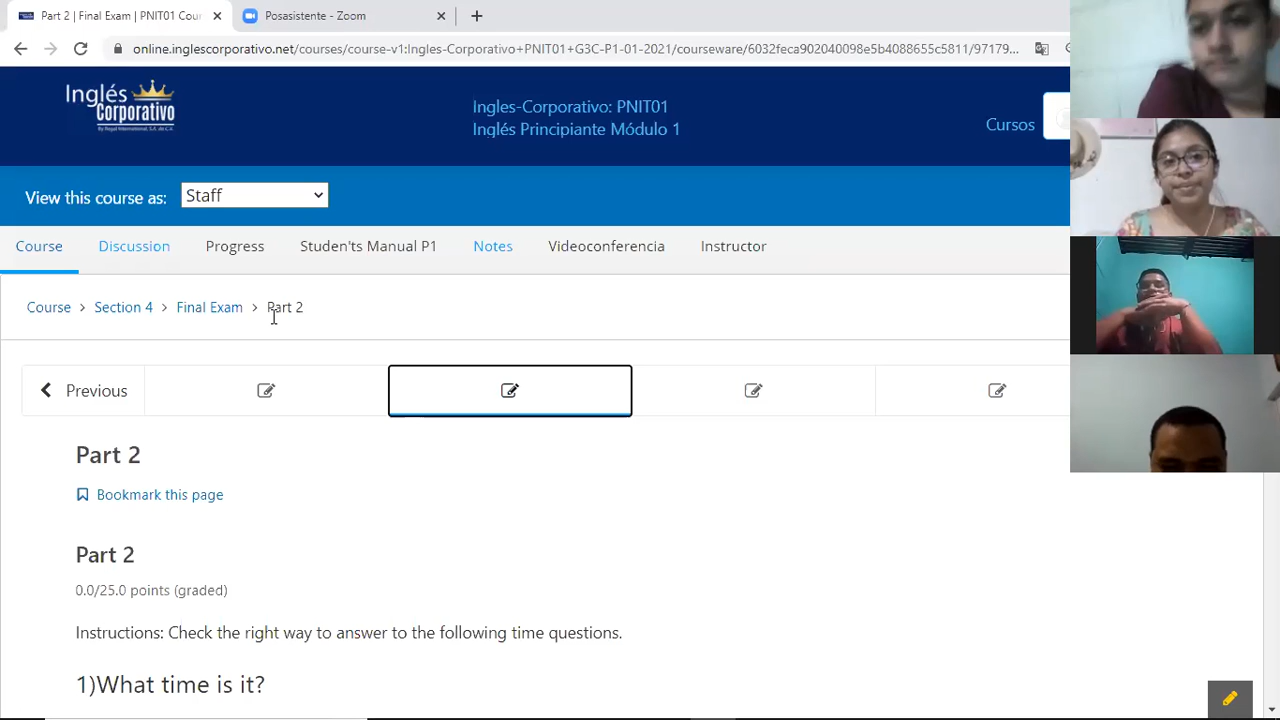 Part 2 | Final Exam | PNIT01 Cou
Posasistente - Zoom
online.inglescorporativo.net/courses/course-v1:Ingles-Corporativo+PNIT01+G3C-P1-01-2021/courseware/6032feca902040098e5b4088655c5811/97179...
Inglés
Corporativo
By Royal International, S.A. de C.V.
Ingles-Corporativo: PNIT01
Inglés Principiante Módulo 1
Cursos
View this course as:
Staff
Course
Discussion
Progress
Studen'ts Manual P1
Notes
Videoconferencia
Instructor
Course > Section 4 > Final Exam > Part 2
Previous
Part 2
Bookmark this page
Part 2
0.0/25.0 points (graded)
Instructions: Check the right way to answer to the following time questions.
1)What time is it?